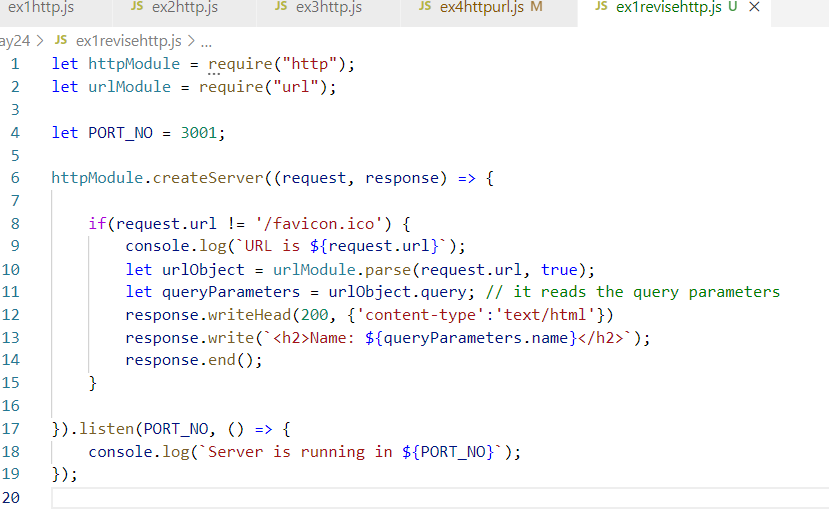 ex1http.js JS ex2http.js JS ex3http.js JS ex4httpurl.js M JS ex1revisehttp.js U ×
ay24 > JS ex1revisehttp.js > ...
1 let httpModule = require("http");
2 let urlModule = require("url");
3
4 let PORT_NO = 3001;
5
6 httpModule.createServer((request, response) => {
7
8 if(request.url != '/favicon.ico') {
9 console.log(`URL is ${request.url}`);
10 let urlObject = urlModule.parse(request.url, true);
11 let queryParameters = urlObject.query; // it reads the query parameters
12 response.writeHead(200, {'content-type':'text/html'})
13 response.write(`<h2>Name: ${queryParameters.name}</h2>`);
14 response.end();
15 }
16
17 }).listen(PORT_NO, () => {
18 console.log(`Server is running in ${PORT_NO}`);
19 });
20